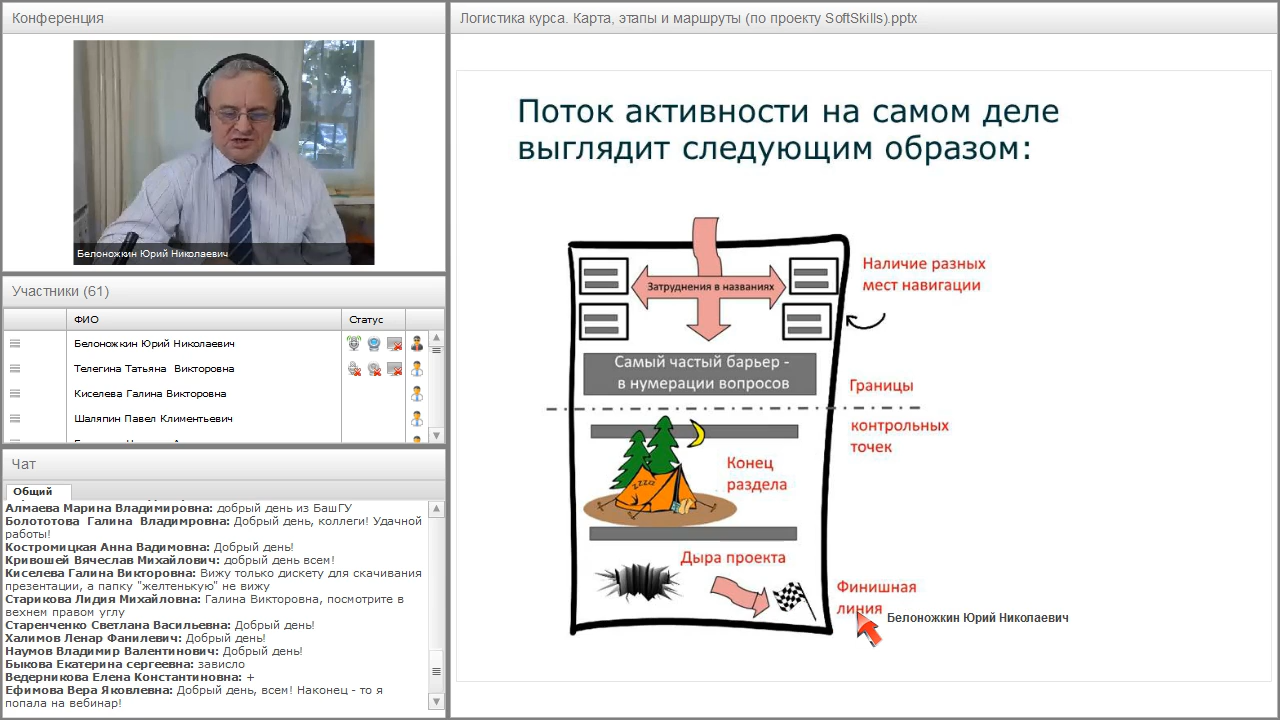 Конференция
Белоножкин Юрий Николаевич
Участники (61)
ФИО Статус
Белоножкин Юрий Николаевич
Телегина Татьяна Викторовна
Киселева Галина Викторовна
Шаляпин Павел Климентьевич
Чат
Общий
Алмаева Марина Владимировна: добрый день из БашГУ
Болототова Галина Владимровна: Добрый день, коллеги! Удачной
работы!
Костромицкая Анна Вадимовна: Добрый день!
Кривошей Вячеслав Михайлович: добрый день всем!
Киселева Галина Викторовна: Вижу только дискету для скачивания
презентации, а папку "желтенькую" не вижу
Старикова Лидия Михайловна: Галина Викторовна, посмотрите в
вехнем правом углу
Старенченко Светлана Васильевна: Добрый день!
Халимов Ленар Фанилевич: Добрый день!
Наумов Владимир Валентинович: Добрый день!
Быкова Екатерина сергеевна: зависло
Ведерникова Елена Константиновна: +
Ефимова Вера Яковлевна: Добрый день, всем! Наконец - то я
попала на вебинар!
Логистика курса. Карта, этапы и маршруты (по проекту SoftSkills).pptx
Поток активности на самом деле
выглядит следующим образом:
Затруднения в названиях
Наличие разных
мест навигации
Самый частый барьер -
в нумерации вопросов
Границы
контрольных
точек
zzzz
Конец
раздела
Дыра проекта
Финишная
линия
Белоножкин Юрий Николаевич